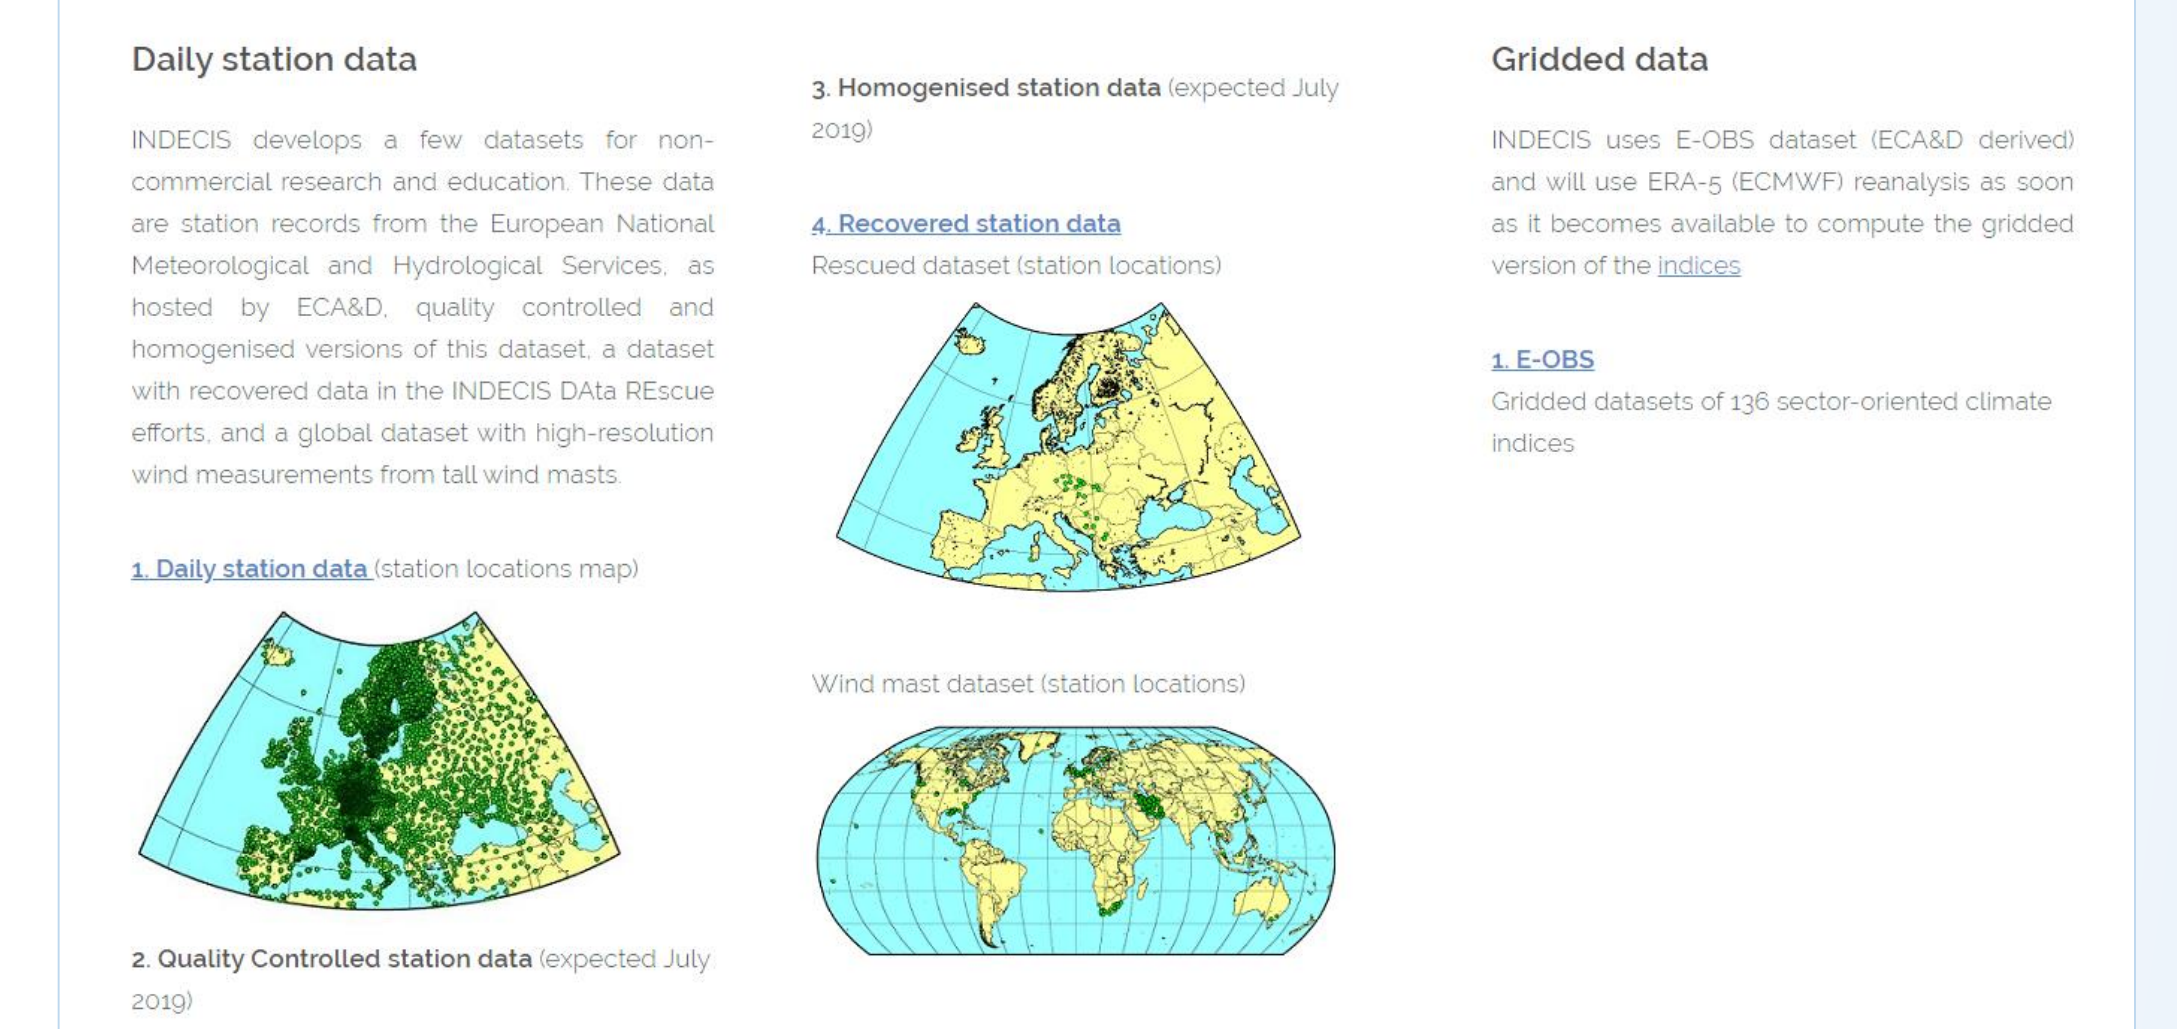 Daily station data
INDECIS develops a few datasets for non-
commercial research and education. These data
are station records from the European National
Meteorological and Hydrological Services, as
hosted by ECA&D, quality controlled and
homogenised versions of this dataset, a dataset
with recovered data in the INDECIS DAta REscue
efforts, and a global dataset with high-resolution
wind measurements from tall wind masts.
1. Daily station data (station locations map)
2. Quality Controlled station data (expected July
2019)
3. Homogenised station data (expected July
2019)
4. Recovered station data
Rescued dataset (station locations)
Wind mast dataset (station locations)
Gridded data
INDECIS uses E-OBS dataset (ECA&D derived)
and will use ERA-5 (ECMWF) reanalysis as soon
as it becomes available to compute the gridded
version of the indices
1. E-OBS
Gridded datasets of 136 sector-oriented climate
indices